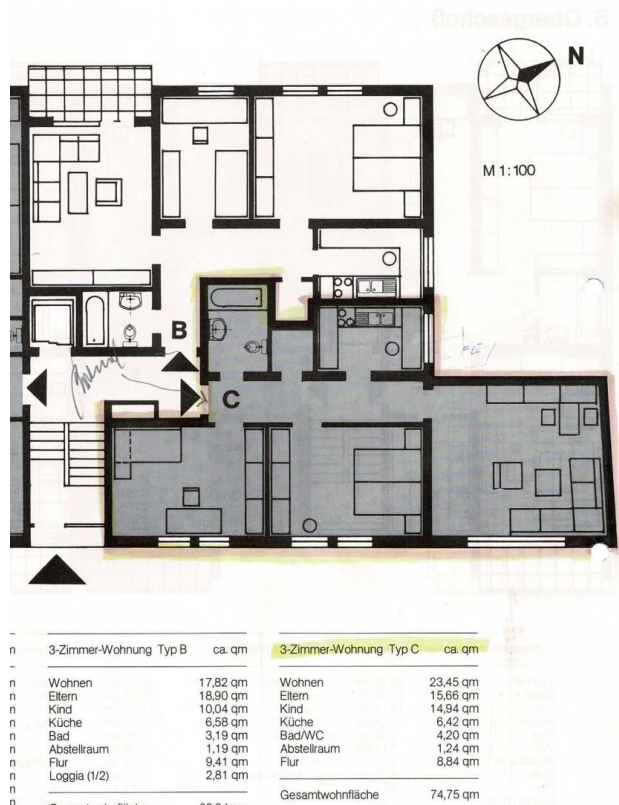 N
M 1:100
B
C
3-Zimmer-Wohnung Typ B ca. qm
Wohnen 17,82 qm
Eltern 18,90 qm
Kind 10,04 qm
Küche 6,58 qm
Bad 3,19 qm
Abstellraum 1,19 qm
Flur 9,41 qm
Loggia (1/2) 2,81 qm
3-Zimmer-Wohnung Typ C ca. qm
Wohnen 23,45 qm
Eltern 15,66 qm
Kind 14,94 qm
Küche 6,42 qm
Bad/WC 4,20 qm
Abstellraum 1,24 qm
Flur 8,84 qm
Gesamtwohnfläche 74,75 qm